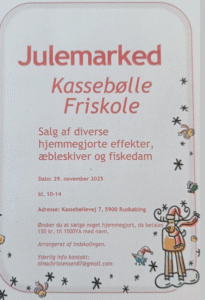 Julemarked
Kassebølle
Friskole
Salg af diverse
hjemmegjorte effekter,
æbleskiver og fiskedam
Dato: 29. november 2025
kl. 10-14
Adresse: Kassebøllevej 7, 5900 Rudkøbing
Ønsker du at sælge noget hjemmegjort, da betales
150 kr. til
med navn.
Arrangeret af Indskolingen.
Yderlig info kontakt: